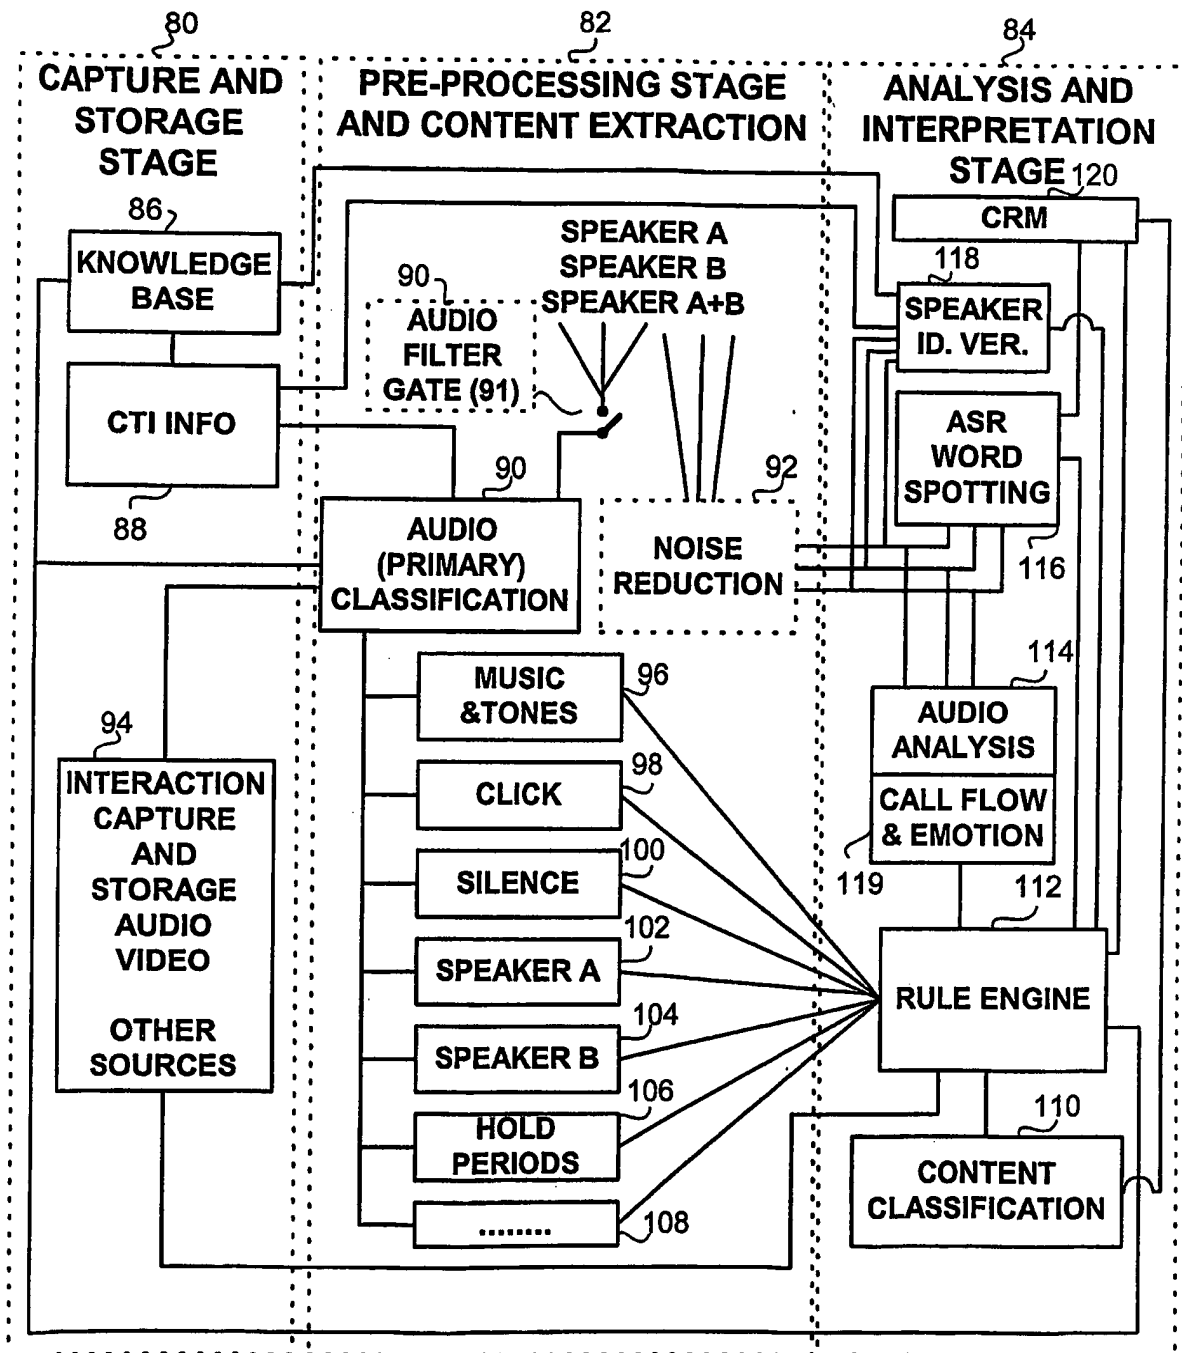 80
82
84
CAPTURE AND
STORAGE
STAGE
PRE-PROCESSING STAGE
AND CONTENT EXTRACTION
ANALYSIS AND
INTERPRETATION
STAGE
120
CRM
86
KNOWLEDGE
BASE
CTI INFO
88
90
AUDIO
FILTER
GATE (91)
SPEAKER A
SPEAKER B
SPEAKER A+B
118
SPEAKER
ID. VER.
ASR
WORD
SPOTTING
116
90
AUDIO
(PRIMARY)
CLASSIFICATION
92
NOISE
REDUCTION
94
INTERACTION
CAPTURE
AND
STORAGE
AUDIO
VIDEO
OTHER
SOURCES
MUSIC
&TONES
96
CLICK
98
SILENCE
100
SPEAKER A
102
SPEAKER B
104
HOLD
PERIODS
106
........
108
114
AUDIO
ANALYSIS
CALL FLOW
& EMOTION
119
112
RULE ENGINE
110
CONTENT
CLASSIFICATION